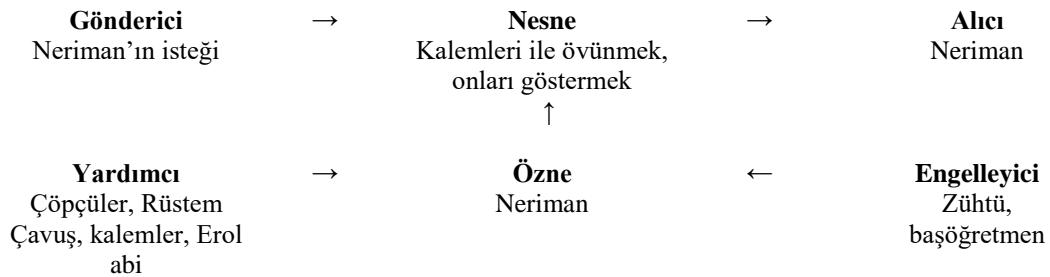 Gönderici → Nesne → Alıcı
Neriman’ın isteği Kalemleri ile övünmek, Neriman
onları göstermek
↑
Yardımcı → Özne ← Engelleyici
Çöpçüler, Rüstem Neriman Zühtü,
Çavuş, kalemler, Erol başöğretmen
abi